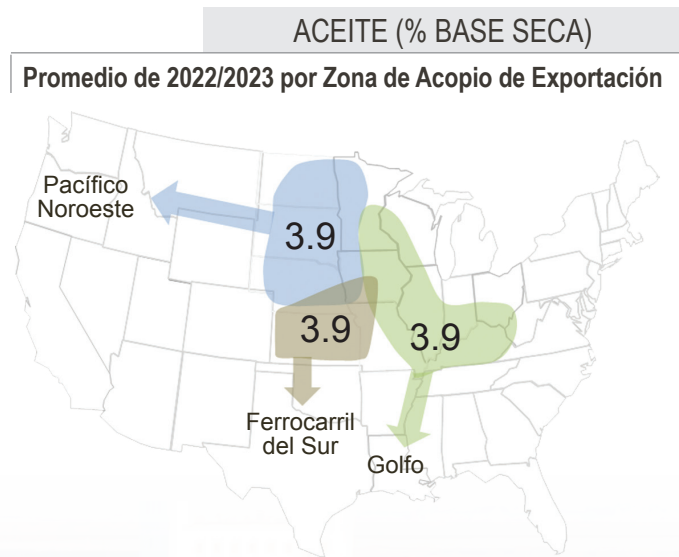 ACEITE (% BASE SECA)
Promedio de 2022/2023 por Zona de Acopio de Exportación
Pacífico
Noroeste
3.9
3.9
3.9
Ferrocarril
del Sur
Golfo